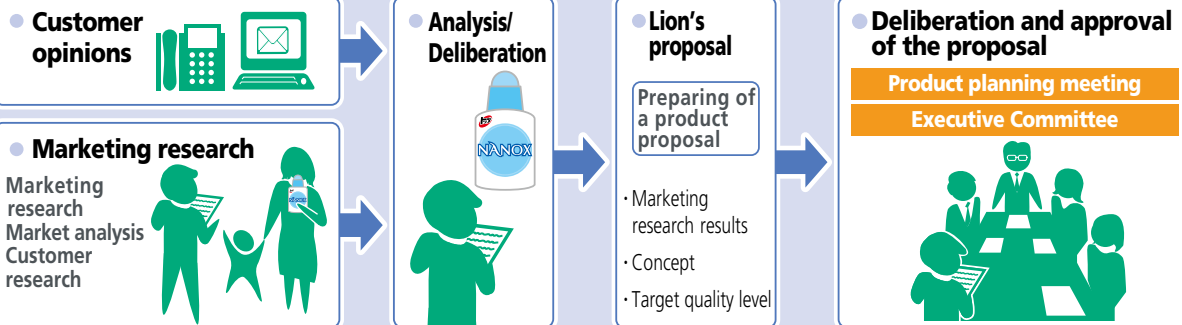 Customer
opinions
Marketing research
Marketing
research
Market analysis
Customer
research
Analysis/
Deliberation
NANOX
NANOX
Lion's
proposal
Preparing of
a product
proposal
・Marketing
research results
・Concept
・Target quality level
Deliberation and approval
of the proposal
Product planning meeting
Executive Committee